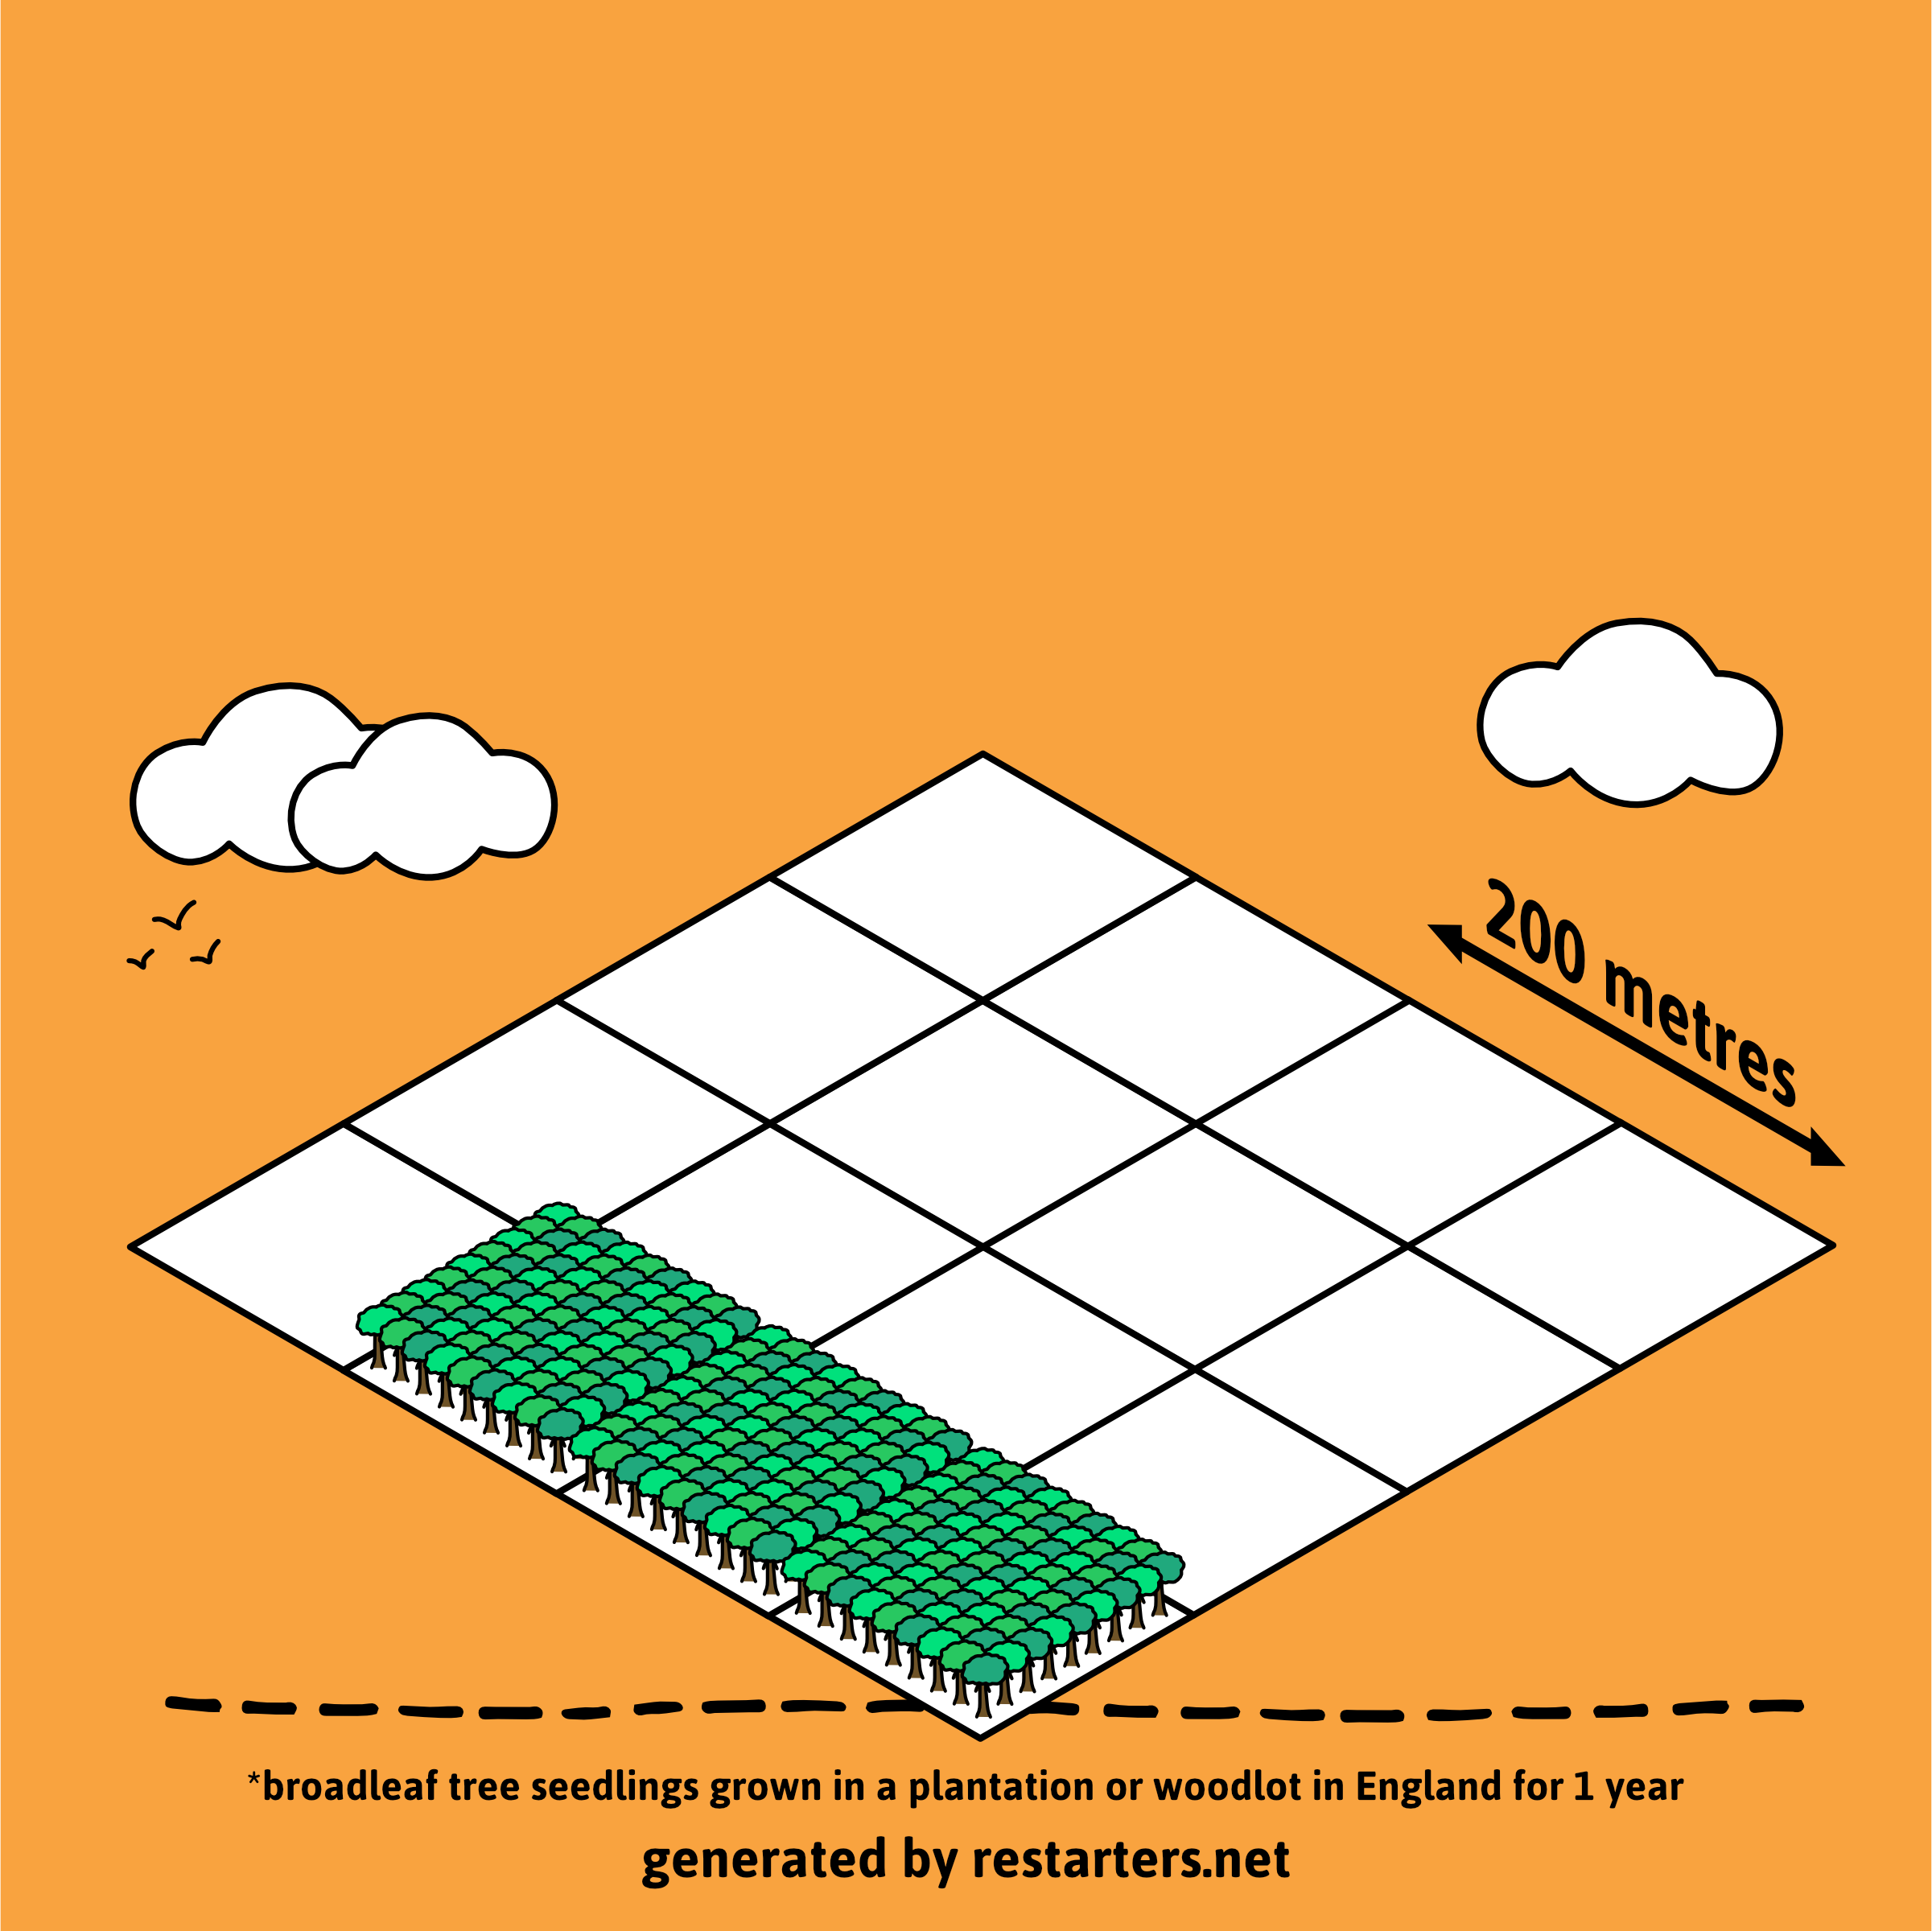 200 metres
*broadleaf tree seedlings grown in a plantation or woodlot in England for 1 year
generated by restarters.net